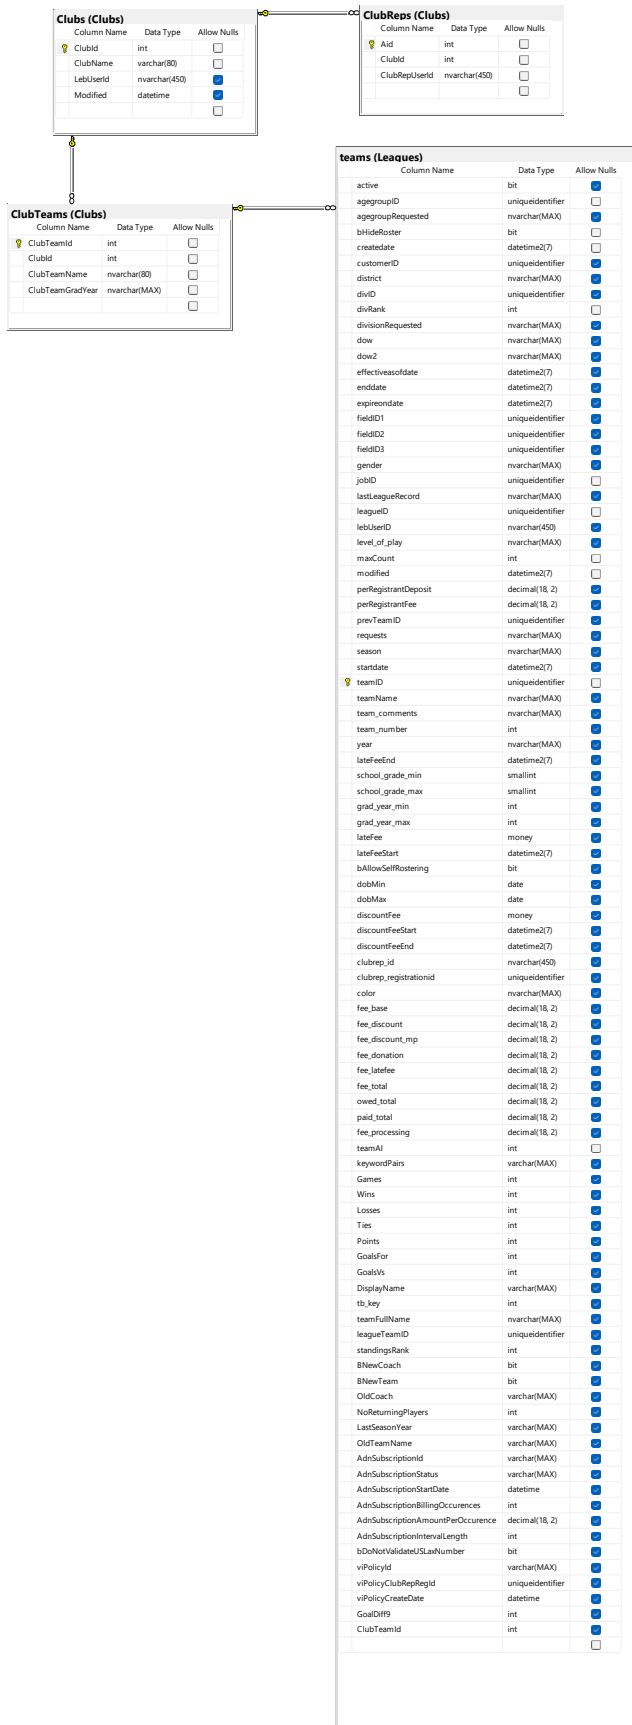 Clubs (Clubs)
Column Name Data Type Allow Nulls
ClubId int
ClubName varchar(80)
LebUserId nvarchar(450)
Modified datetime
ClubReps (Clubs)
Column Name Data Type Allow Nulls
Aid int
ClubId int
ClubRepUserId nvarchar(450)
ClubTeams (Clubs)
Column Name Data Type Allow Nulls
ClubTeamId int
ClubId int
ClubTeamName nvarchar(80)
ClubTeamGradYear nvarchar(MAX)
teams (Leagues)
Column Name Data Type Allow Nulls
active bit
agegroupID uniqueidentifier
agegroupRequested nvarchar(MAX)
bHideRoster bit
createdate datetime2(7)
customerID uniqueidentifier
district nvarchar(MAX)
divID uniqueidentifier
divRank int
divisionRequested nvarchar(MAX)
dow nvarchar(MAX)
dow2 nvarchar(MAX)
effectiveasofdate datetime2(7)
enddate datetime2(7)
expireondate datetime2(7)
fieldID1 uniqueidentifier
fieldID2 uniqueidentifier
fieldID3 uniqueidentifier
gender nvarchar(MAX)
jobID uniqueidentifier
lastLeagueRecord nvarchar(MAX)
leagueID uniqueidentifier
lebUserID nvarchar(450)
level_of_play nvarchar(MAX)
maxCount int
modified datetime2(7)
perRegistrantDeposit decimal(18, 2)
perRegistrantFee decimal(18, 2)
prevTeamID uniqueidentifier
requests nvarchar(MAX)
season nvarchar(MAX)
startdate datetime2(7)
teamID uniqueidentifier
teamName nvarchar(MAX)
team_comments nvarchar(MAX)
team_number int
year nvarchar(MAX)
lateFeeEnd datetime2(7)
school_grade_min smallint
school_grade_max smallint
grad_year_min int
grad_year_max int
lateFee money
lateFeeStart datetime2(7)
bAllowSelfRostering bit
dobMin date
dobMax date
discountFee money
discountFeeStart datetime2(7)
discountFeeEnd datetime2(7)
clubrep_id nvarchar(450)
clubrep_registrationid uniqueidentifier
color nvarchar(MAX)
fee_base decimal(18, 2)
fee_discount decimal(18, 2)
fee_discount_mp decimal(18, 2)
fee_donation decimal(18, 2)
fee_latefee decimal(18, 2)
fee_total decimal(18, 2)
owed_total decimal(18, 2)
paid_total decimal(18, 2)
fee_processing decimal(18, 2)
teamAI int
keywordPairs varchar(MAX)
Games int
Wins int
Losses int
Ties int
Points int
GoalsFor int
GoalsVs int
DisplayName varchar(MAX)
tb_key int
teamFullName nvarchar(MAX)
leagueTeamID uniqueidentifier
standingsRank int
BNewCoach bit
BNewTeam bit
OldCoach varchar(MAX)
NoReturningPlayers int
LastSeasonYear varchar(MAX)
OldTeamName varchar(MAX)
AdnSubscriptionId varchar(MAX)
AdnSubscriptionStatus varchar(MAX)
AdnSubscriptionStartDate datetime
AdnSubscriptionBillingOccurences int
AdnSubscriptionAmountPerOccurence decimal(18, 2)
AdnSubscriptionIntervalLength int
bDoNotValidateUSLaxNumber bit
viPolicyId varchar(MAX)
viPolicyClubRepRegId uniqueidentifier
viPolicyCreateDate datetime
GoalDiff9 int
ClubTeamId int